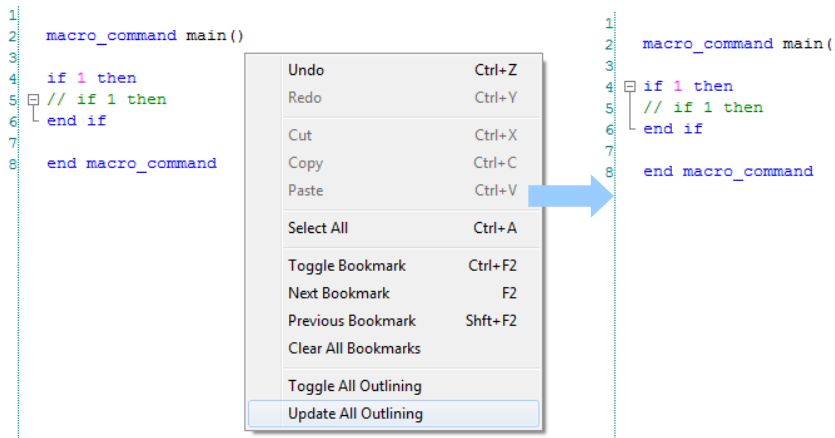 1
2 macro_command main()
3
4 if 1 then
5 // if 1 then
6 end if
7
8 end macro_command
Undo Ctrl+Z
Redo Ctrl+Y
Cut Ctrl+X
Copy Ctrl+C
Paste Ctrl+V
Select All Ctrl+A
Toggle Bookmark Ctrl+F2
Next Bookmark F2
Previous Bookmark Shft+F2
Clear All Bookmarks
Toggle All Outlining
Update All Outlining
1
2 macro_command main(
3
4 if 1 then
5 // if 1 then
6 end if
7
8 end macro_command